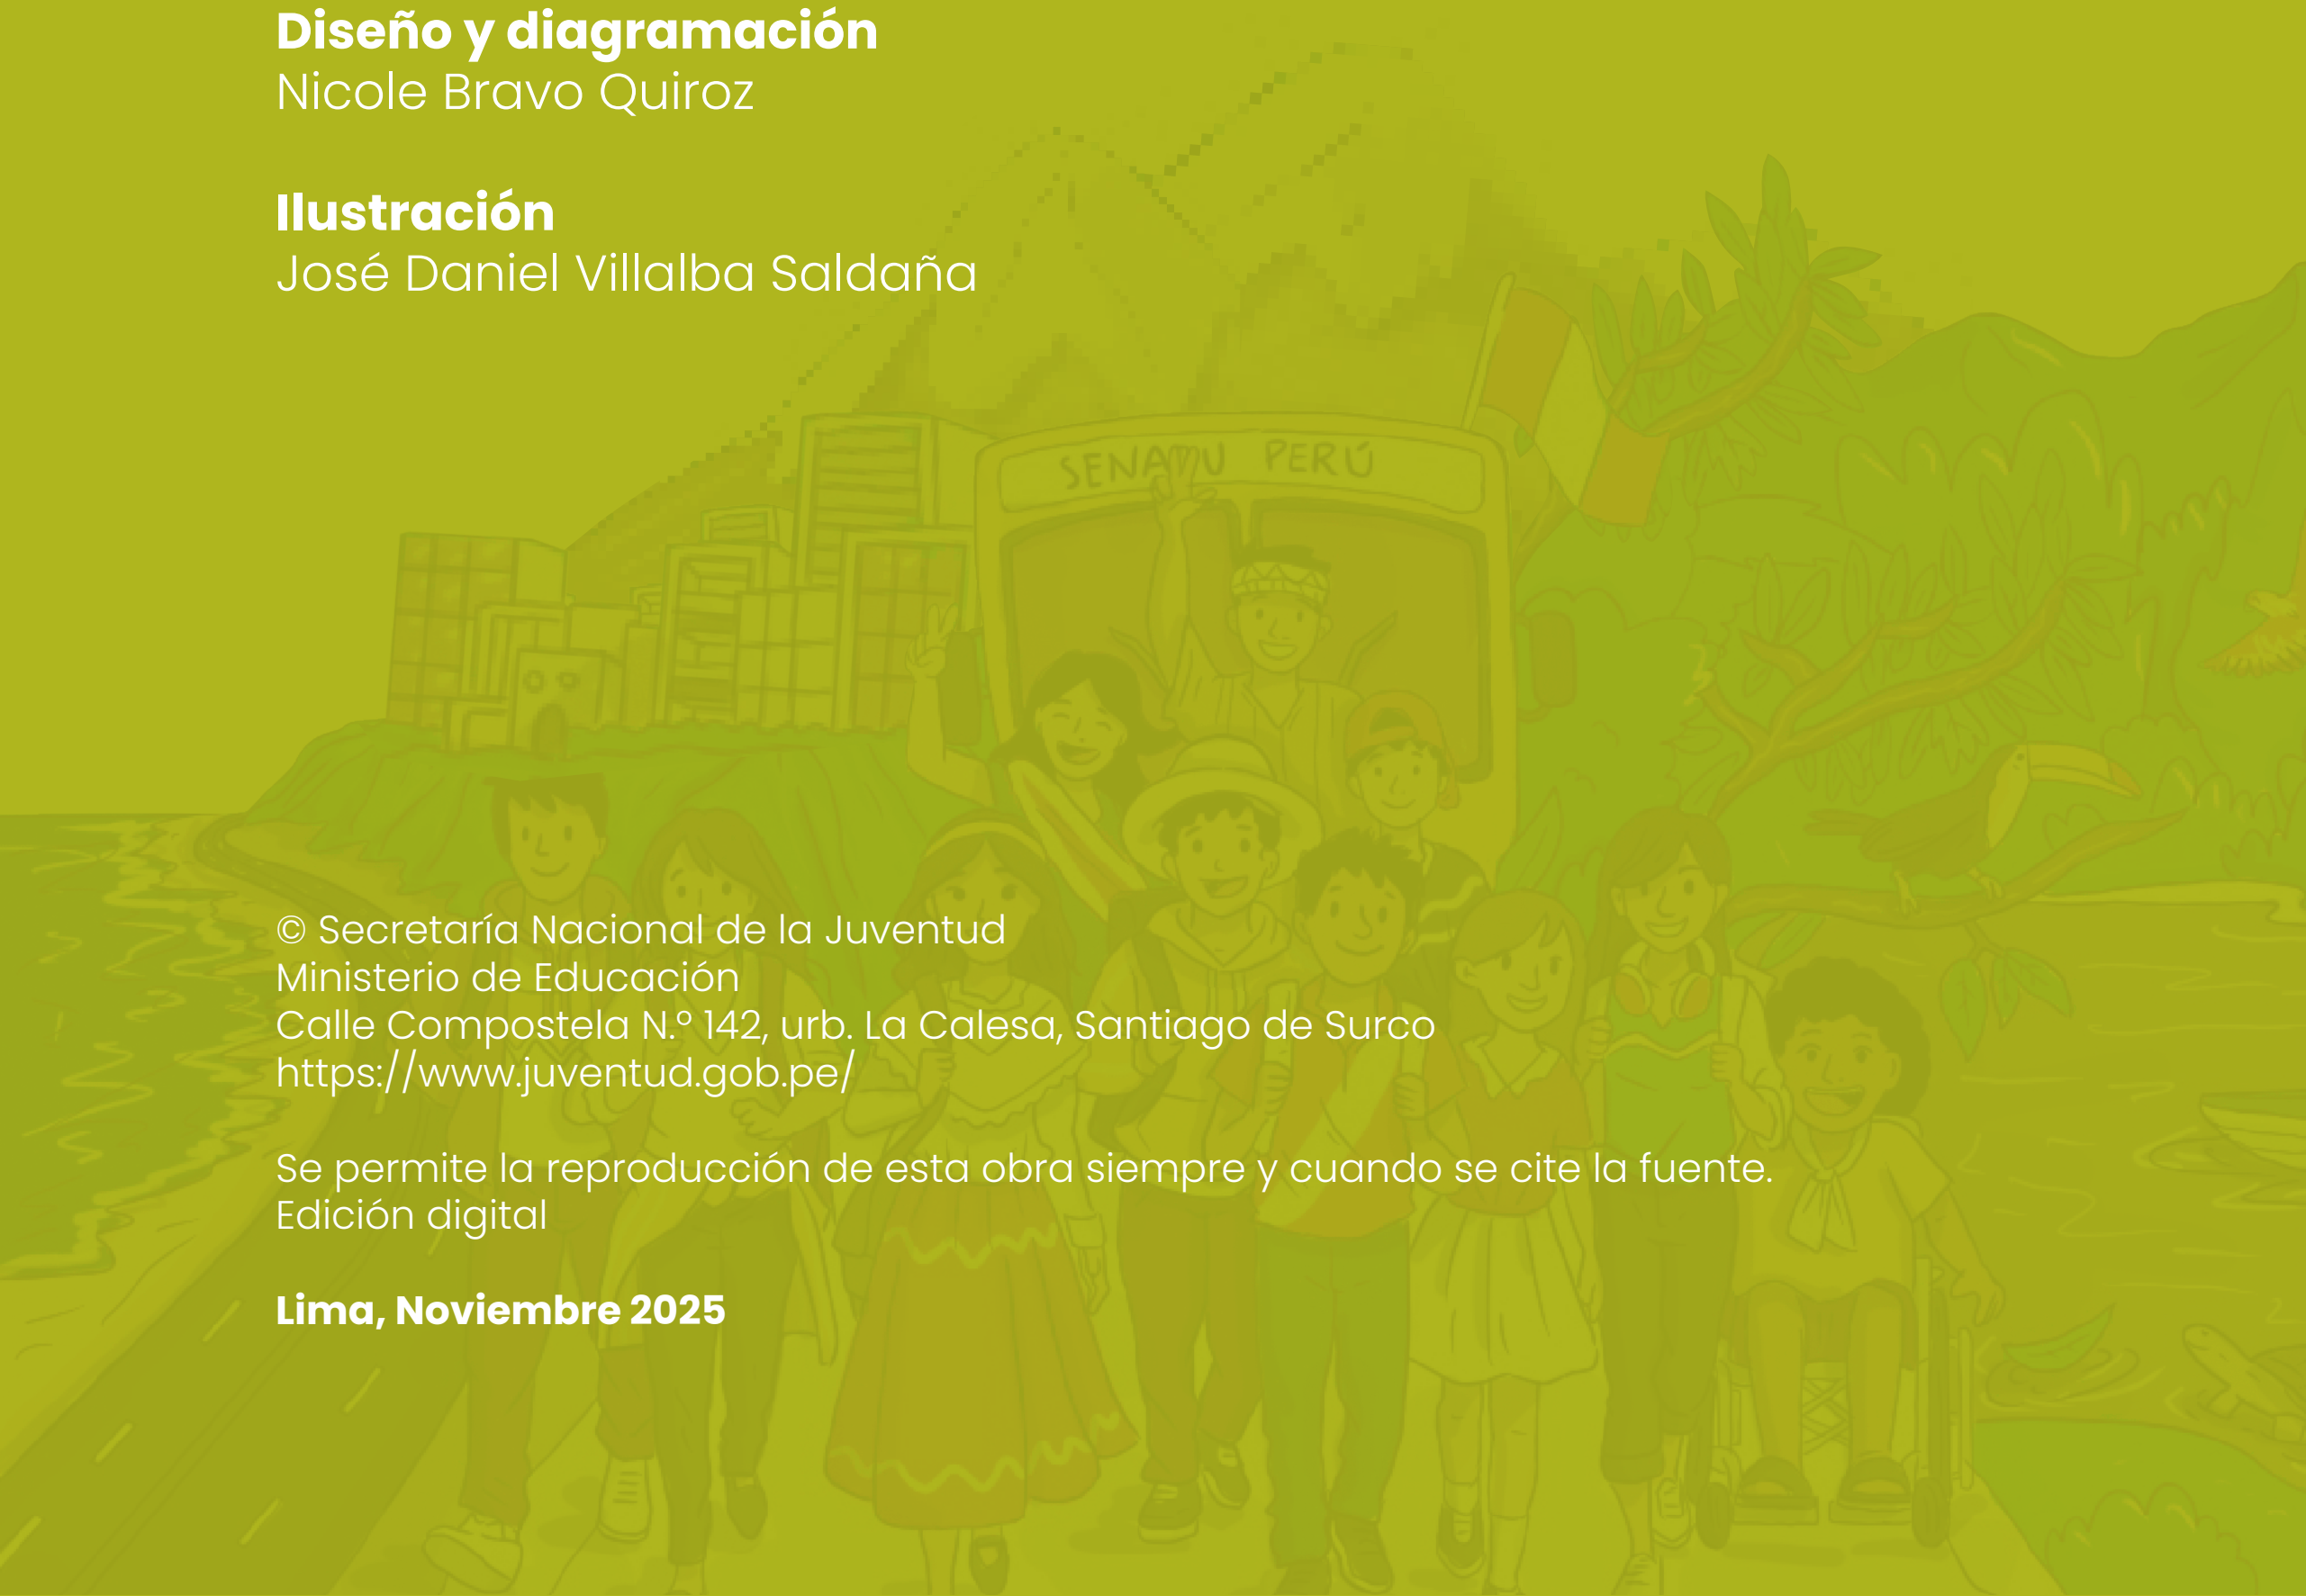 Diseño y diagramación
Nicole Bravo Quiroz
Ilustración
José Daniel Villalba Saldaña
SENAJU PERÚ
© Secretaría Nacional de la Juventud
Ministerio de Educación
Calle Compostela N.º 142, urb. La Calesa, Santiago de Surco
https://www.juventud.gob.pe/
Se permite la reproducción de esta obra siempre y cuando se cite la fuente.
Edición digital
Lima, Noviembre 2025